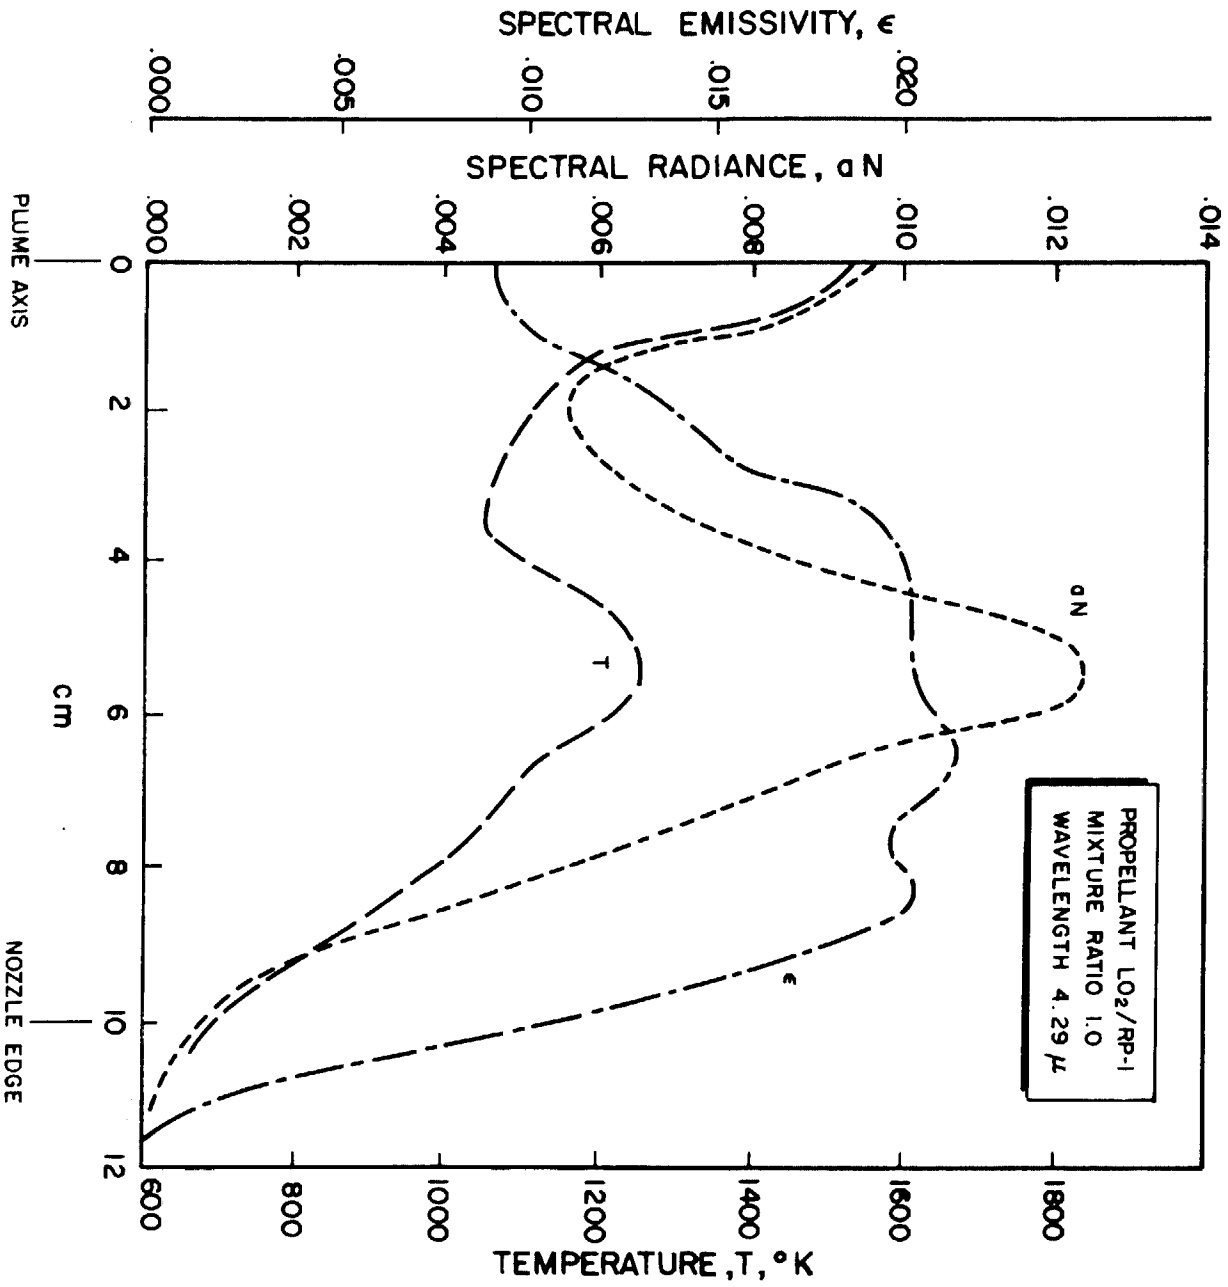 SPECTRAL EMISSIVITY, ϵ
.000 .005 .010 .015 .020
SPECTRAL RADIANCE, aN
.000 .002 .004 .006 .008 .010 .012 .014
PROPELLANT LO₂/RP-1
MIXTURE RATIO 1.0
WAVELENGTH 4.29 μ
aN
T
ϵ
0 2 4 6 8 10 12
cm
PLUME AXIS
NOZZLE EDGE
600 800 1000 1200 1400 1600 1800
TEMPERATURE, T, °K